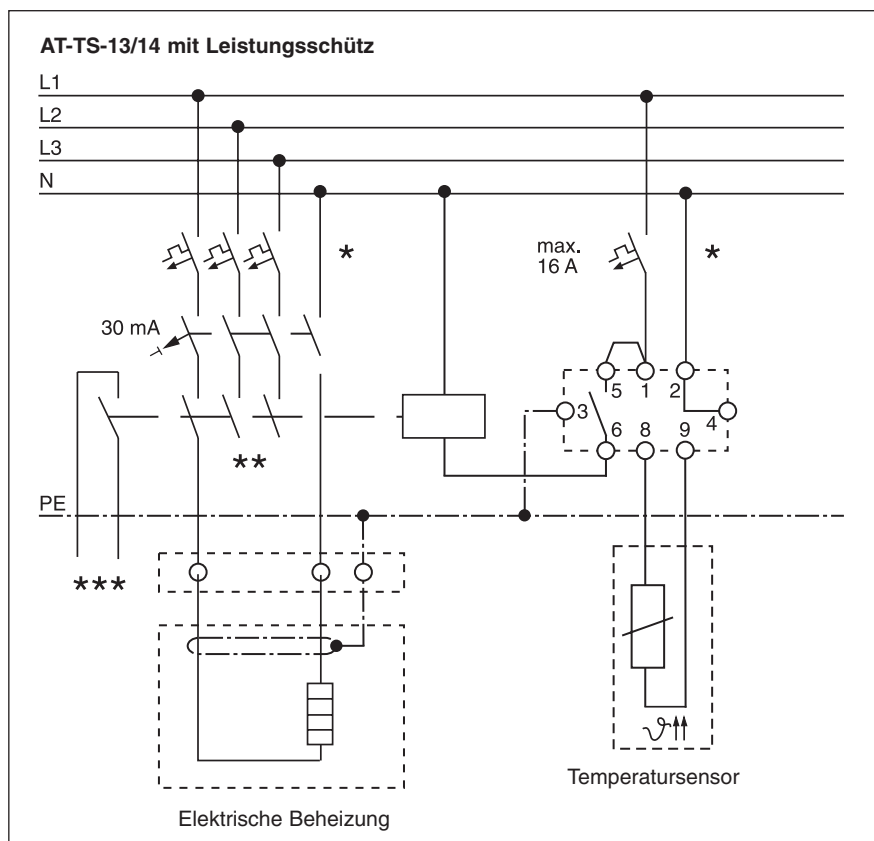 AT-TS-13/14 mit Leistungsschütz
L1
L2
L3
N
*
max.
16 A
*
30 mA
5
1
2
3
4
6
8
9
**
PE
***
ϑ
Temperatursensor
Elektrische Beheizung